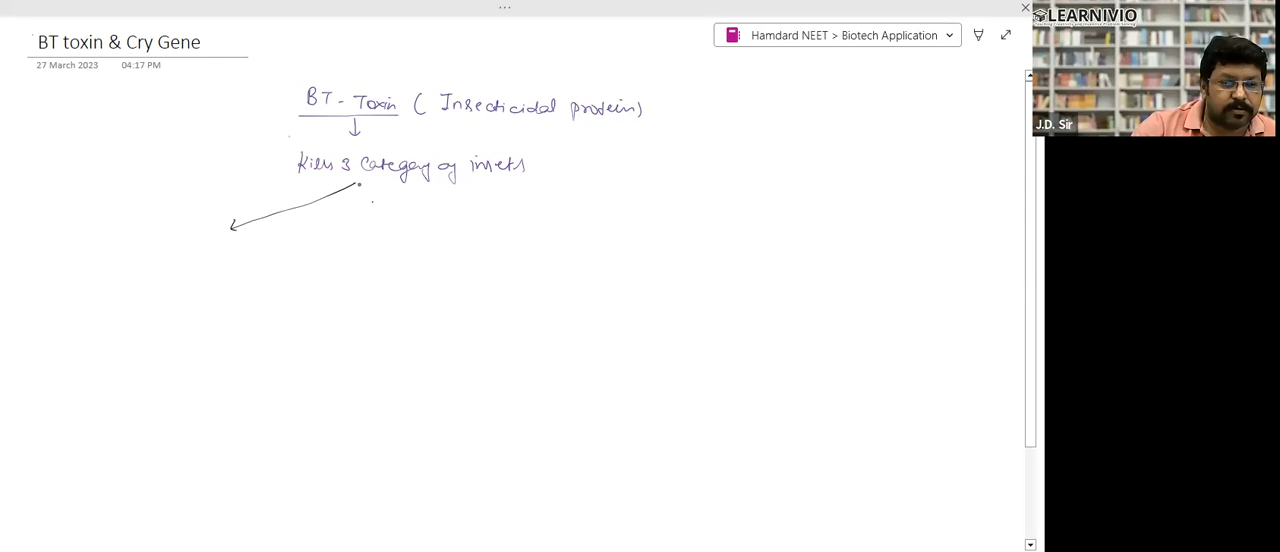 LEARNIVIO
Hamdard NEET > Biotech Application
BT toxin & Cry Gene
27 March 2023 04:17 PM
BT - Toxin ( Insecticidal protein)
Kills 3 Category of insets
J.D. Sir